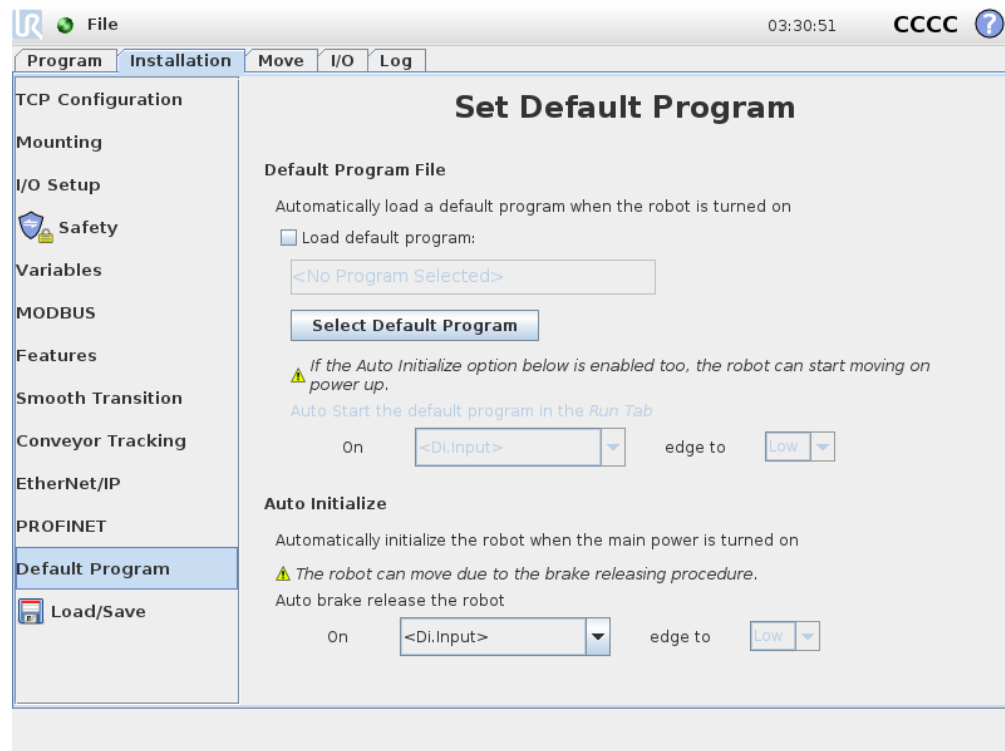 UR File 03:30:51 CCCC ?
Program Installation Move I/O Log
TCP Configuration
Mounting
I/O Setup
Safety
Variables
MODBUS
Features
Smooth Transition
Conveyor Tracking
EtherNet/IP
PROFINET
Default Program
Load/Save
Set Default Program
Default Program File
Automatically load a default program when the robot is turned on
Load default program:
<No Program Selected>
Select Default Program
If the Auto Initialize option below is enabled too, the robot can start moving on
power up.
Auto Start the default program in the Run Tab
On <Di.Input> edge to Low
Auto Initialize
Automatically initialize the robot when the main power is turned on
The robot can move due to the brake releasing procedure.
Auto brake release the robot
On <Di.Input> edge to Low